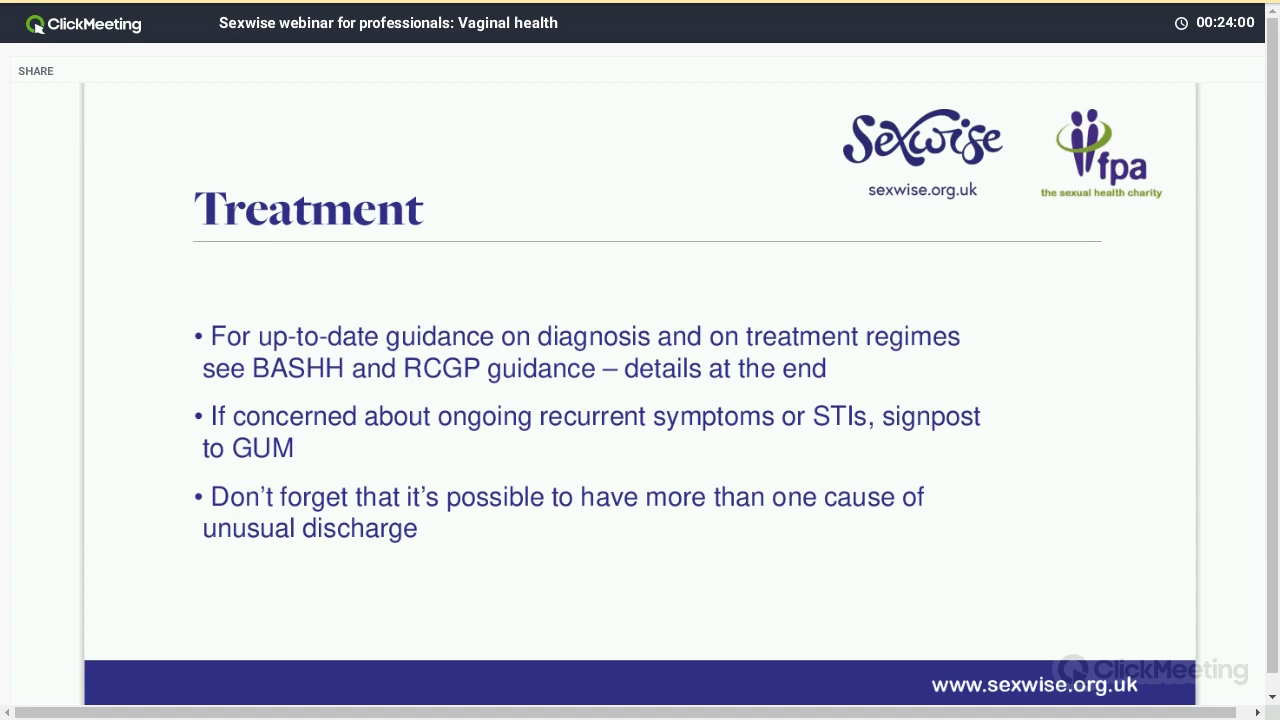 ClickMeeting
Sexwise webinar for professionals: Vaginal health
00:24:00
SHARE
Sexwise
sexwise.org.uk
fpa
the sexual health charity
Treatment
• For up-to-date guidance on diagnosis and on treatment regimes
see BASHH and RCGP guidance – details at the end
• If concerned about ongoing recurrent symptoms or STIs, signpost
to GUM
• Don’t forget that it’s possible to have more than one cause of
unusual discharge
ClickMeeting
www.sexwise.org.uk